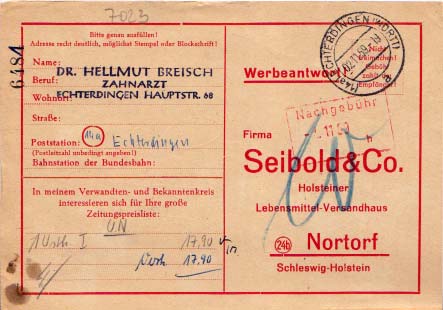 7023
6484
Bitte genau ausfüllen!
Adresse recht deutlich, möglichst Stempel oder Blockschrift!
Name:
DR. HELLMUT BREISCH
Beruf:
ZAHNARZT
Wohnort:
ECHTERDINGEN HAUPTSTR. 68
Straße:
Poststation: 14a Echterdingen
(Postleitzahl unbedingt angeben!)
Bahnstation der Bundesbahn:
In meinem Verwandten- und Bekanntenkreis
interessieren sich für Ihre große
Zeitungspreisliste:
I 17,90
17,90
Werbeantwort!
(14a) ECHTERDINGEN (WÜRTT)
Nicht
freimachen!
Gebühr
zahlt
Empfänger!
Nachgebühr
Firma
Seibold & Co.
Holsteiner
Lebensmittel-Versandhaus
24b Nortorf
Schleswig-Holstein